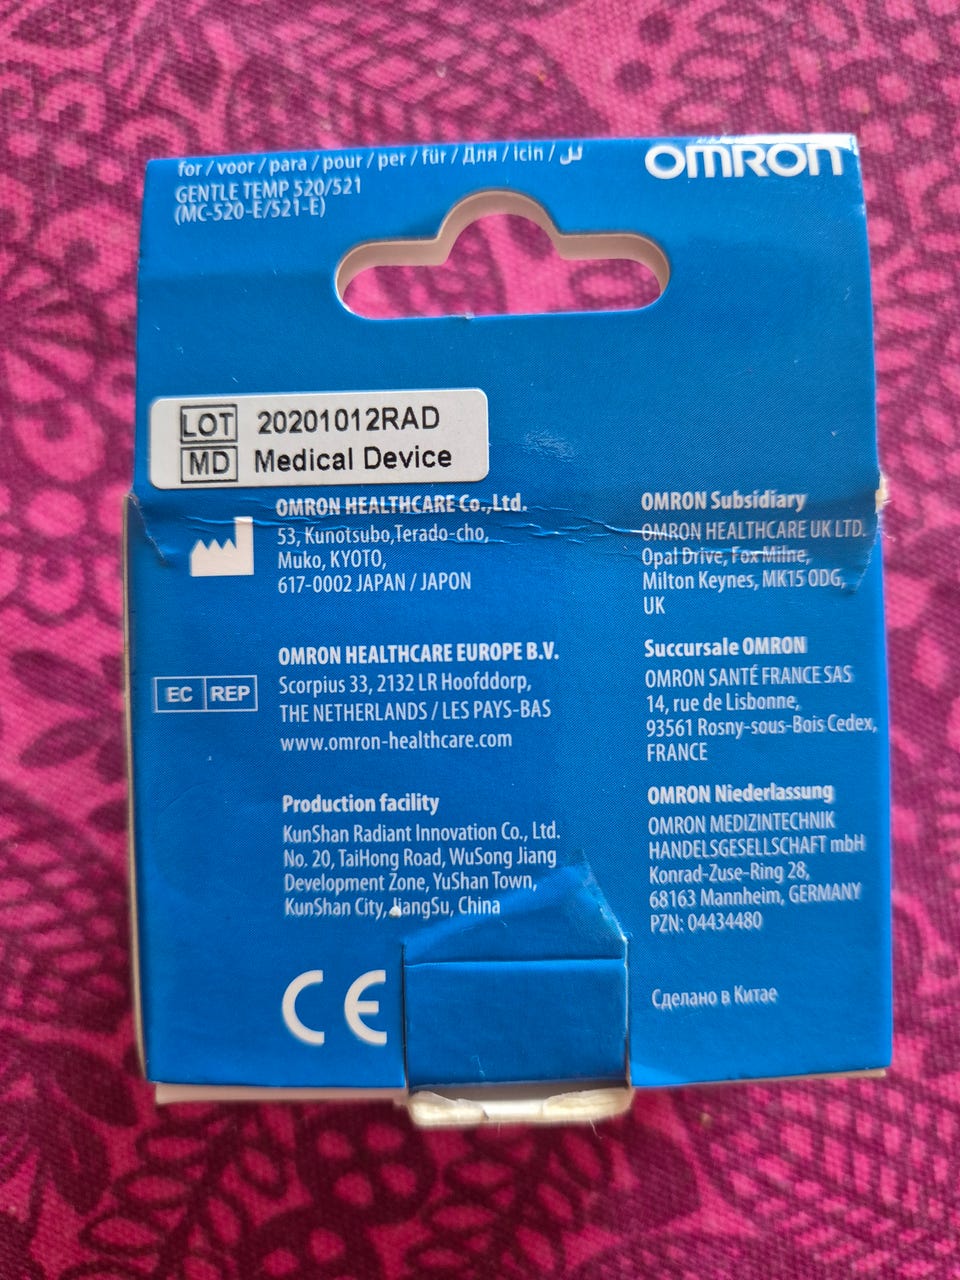 for / voor / para / pour / per / für / Для / icin / لل
OMRON
GENTLE TEMP 520/521
(MC-520-E/521-E)
LOT 20201012RAD
MD Medical Device
OMRON HEALTHCARE Co.,Ltd.
53, Kunotsubo,Terado-cho,
Muko, KYOTO,
617-0002 JAPAN / JAPON
EC REP
OMRON HEALTHCARE EUROPE B.V.
Scorpius 33, 2132 LR Hoofddorp,
THE NETHERLANDS / LES PAYS-BAS
www.omron-healthcare.com
Production facility
KunShan Radiant Innovation Co., Ltd.
No. 20, TaiHong Road, WuSong Jiang
Development Zone, YuShan Town,
KunShan City, JiangSu, China
CE
OMRON Subsidiary
OMRON HEALTHCARE UK LTD.
Opal Drive, Fox Milne,
Milton Keynes, MK15 0DG,
UK
Succursale OMRON
OMRON SANTÉ FRANCE SAS
14, rue de Lisbonne,
93561 Rosny-sous-Bois Cedex,
FRANCE
OMRON Niederlassung
OMRON MEDIZINTECHNIK
HANDELSGESELLSCHAFT mbH
Konrad-Zuse-Ring 28,
68163 Mannheim, GERMANY
PZN: 04434480
Сделано в Китае